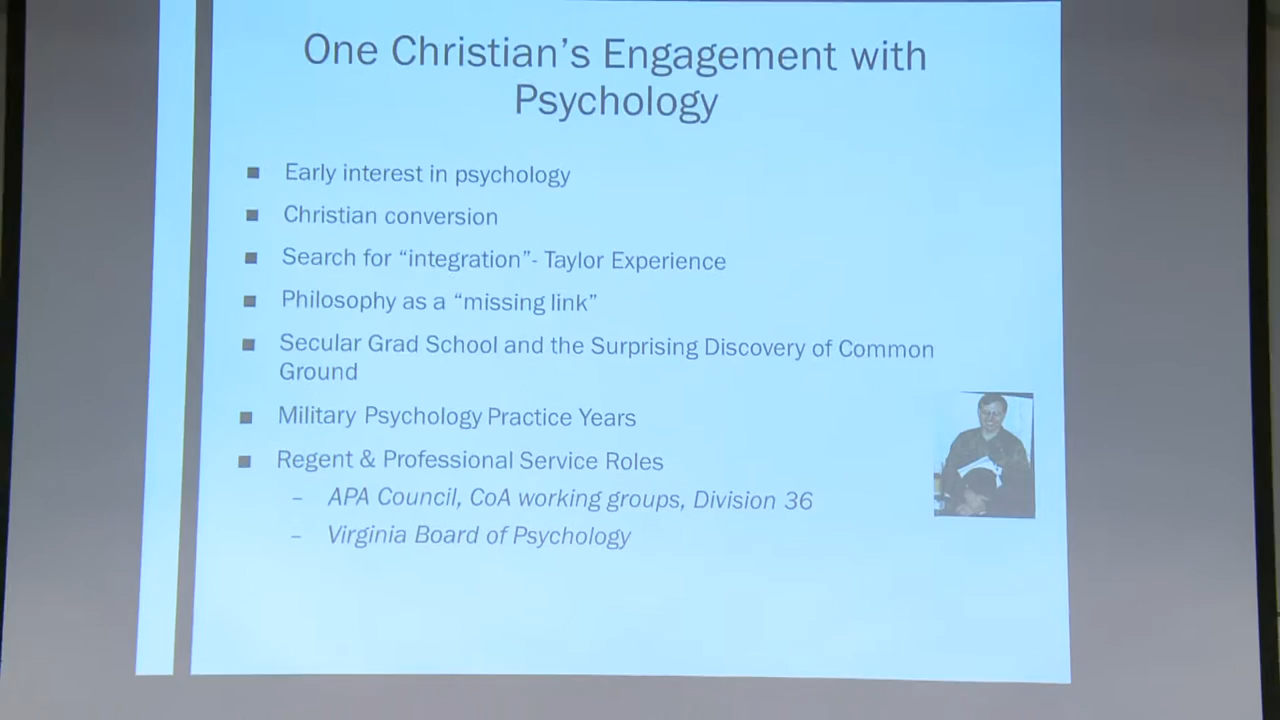 One Christian’s Engagement with
Psychology
■ Early interest in psychology
■ Christian conversion
■ Search for “integration”- Taylor Experience
■ Philosophy as a “missing link”
■ Secular Grad School and the Surprising Discovery of Common
Ground
■ Military Psychology Practice Years
■ Regent & Professional Service Roles
– APA Council, CoA working groups, Division 36
– Virginia Board of Psychology